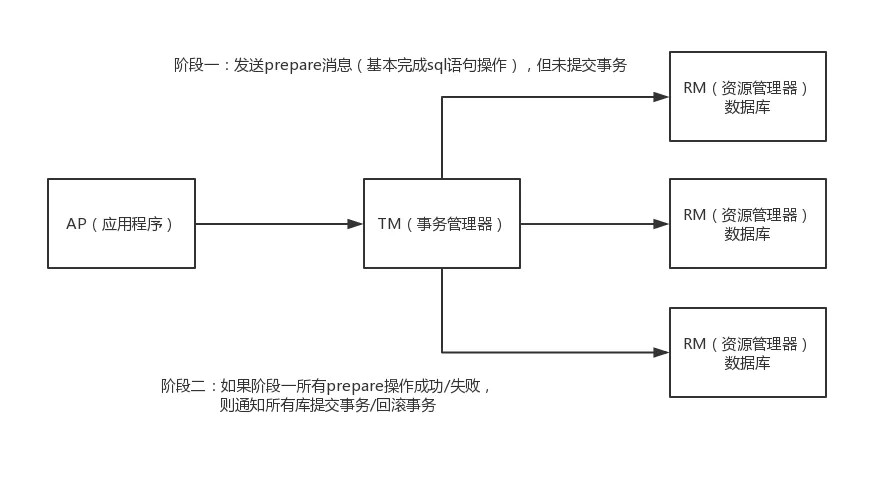 阶段一：发送prepare消息（基本完成sql语句操作），但未提交事务
RM（资源管理器）
数据库
AP（应用程序）
TM（事务管理器）
RM（资源管理器）
数据库
RM（资源管理器）
数据库
阶段二：如果阶段一所有prepare操作成功/失败，
则通知所有库提交事务/回滚事务